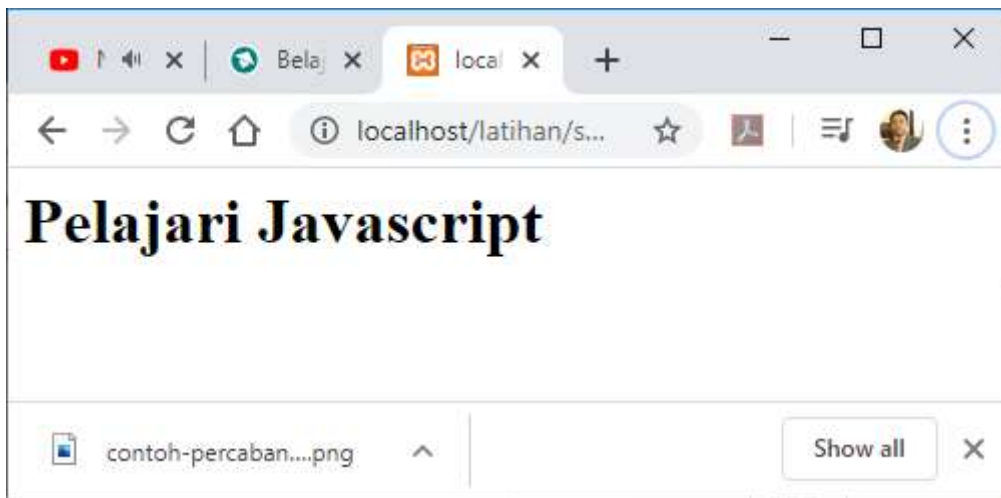 Bela
local
localhost/latihan/s...
Pelajari Javascript
contoh-percaban....png
Show all